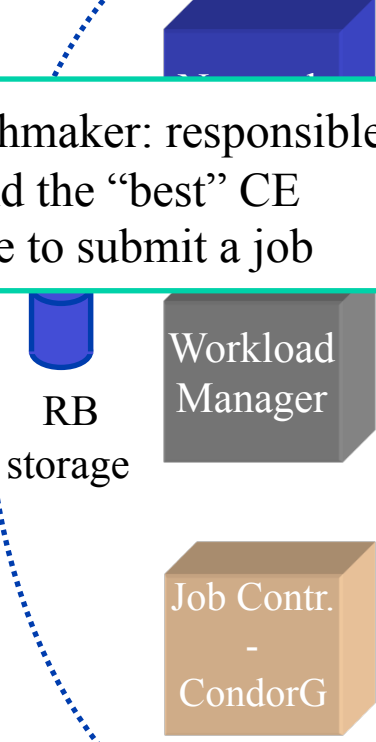 hmaker: responsible
d the “best” CE
e to submit a job
Workload
Manager
RB
storage
Job Contr.
-
CondorG